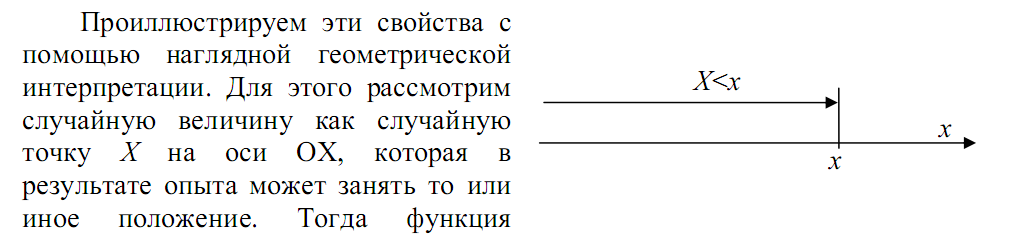 Проиллюстрируем эти свойства с
помощью наглядной геометрической
интерпретации. Для этого рассмотрим
случайную величину как случайную
точку X на оси ОХ, которая в
результате опыта может занять то или
иное положение. Тогда функция
X<x
x
x